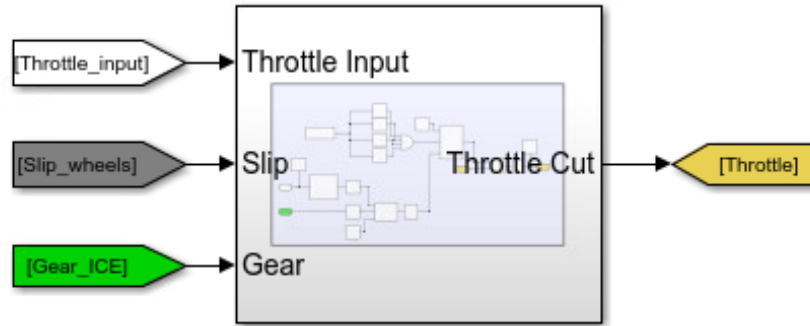 [Throttle_input]
Throttle Input
[Slip_wheels]
Slip
Throttle Cut
[Throttle]
[Gear_ICE]
Gear